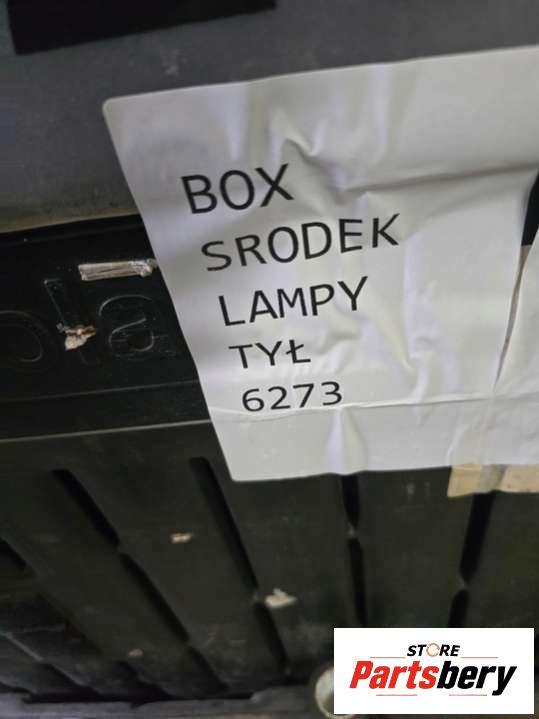 BOX
SRODEK
LAMPY
TYŁ
6273
STORE
Partsbery